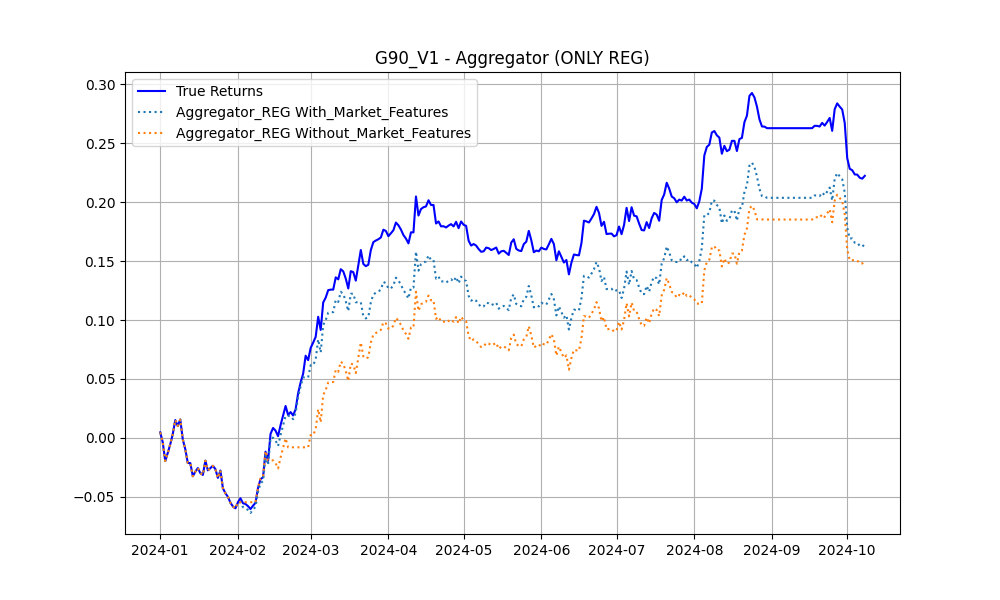 G90_V1 - Aggregator (ONLY REG)
True Returns
Aggregator_REG With_Market_Features
Aggregator_REG Without_Market_Features
0.30
0.25
0.20
0.15
0.10
0.05
0.00
−0.05
2024-01 2024-02 2024-03 2024-04 2024-05 2024-06 2024-07 2024-08 2024-09 2024-10